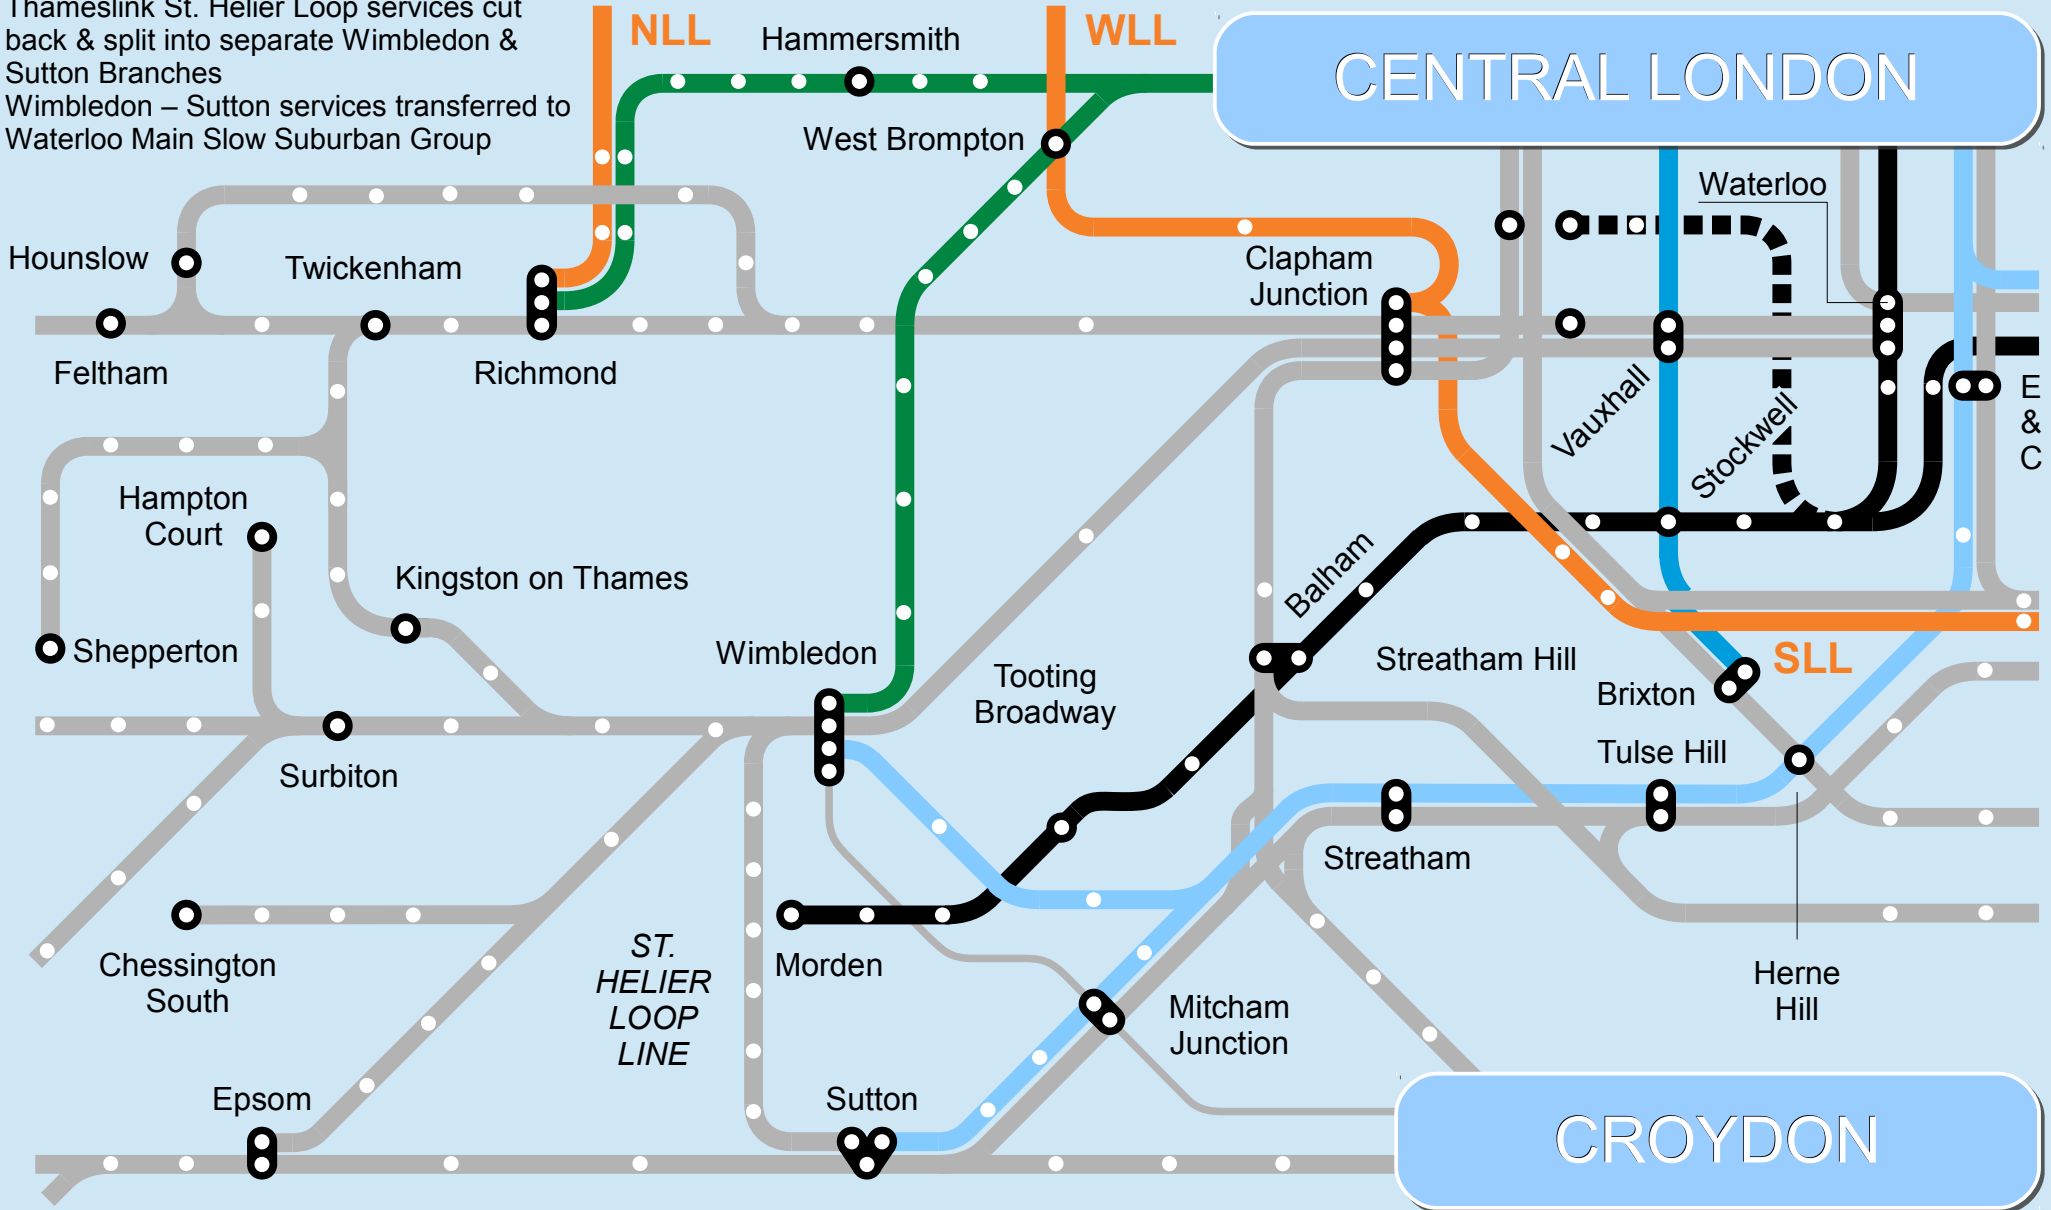 Thameslink St. Helier Loop services cut
back & split into separate Wimbledon &
Sutton Branches
Wimbledon – Sutton services transferred to
Waterloo Main Slow Suburban Group
NLL
Hammersmith
WLL
CENTRAL LONDON
West Brompton
Waterloo
Hounslow
Twickenham
Clapham
Junction
Feltham
Richmond
Vauxhall
Stockwell
E
&
C
Hampton
Court
Kingston on Thames
Balham
Shepperton
Wimbledon
Tooting
Broadway
Streatham Hill
SLL
Brixton
Surbiton
Tulse Hill
Streatham
Chessington
South
ST.
HELIER
LOOP
LINE
Morden
Mitcham
Junction
Herne
Hill
Epsom
Sutton
CROYDON